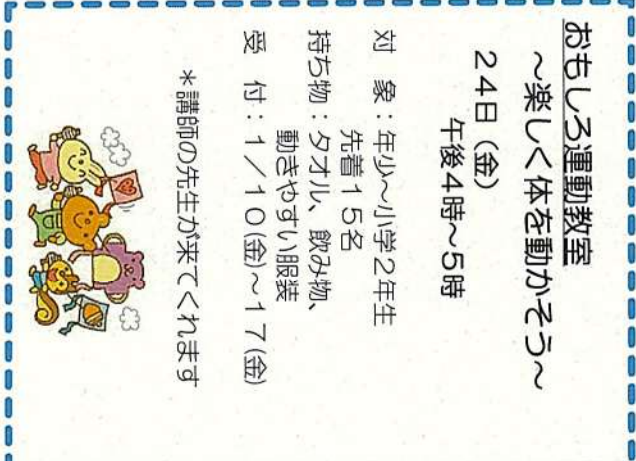 おもしろ運動教室
～楽しく体を動かそう～
24日（金）
午後4時～5時
対　象：年少～小学2年生
先着15名
持ち物：タオル、飲み物、
動きやすい服装
受　付：1／10(金)～17(金)
＊講師の先生が来てくれます